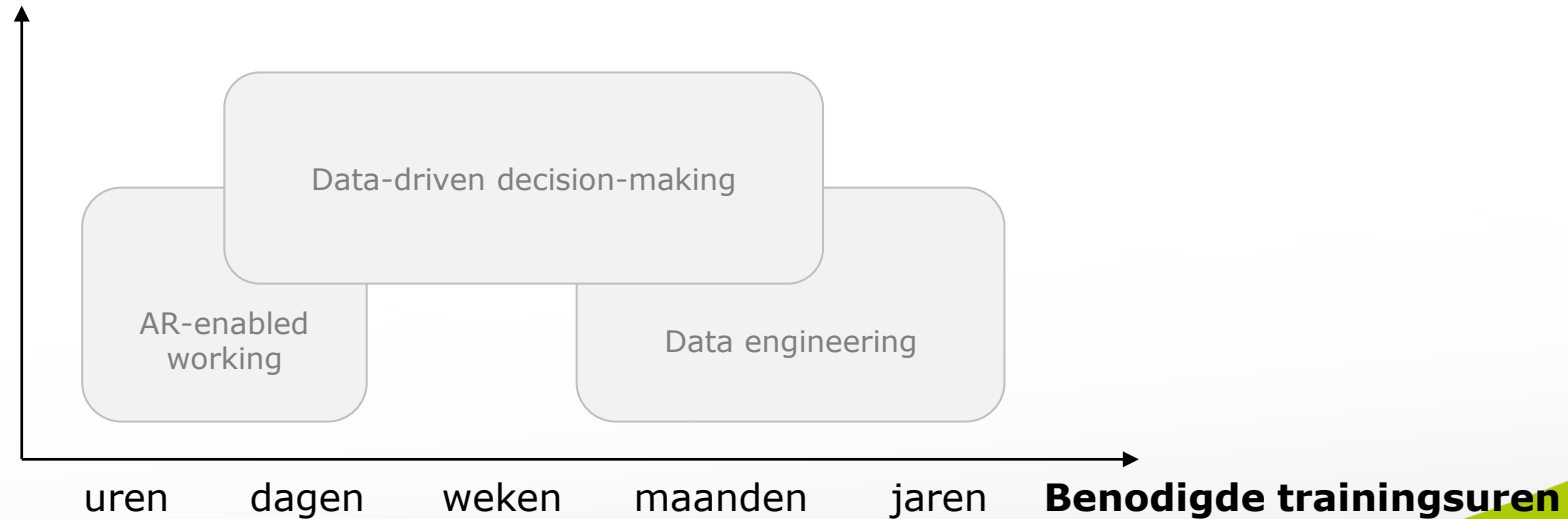 Data-driven decision-making
AR-enabled
working
Data engineering
uren dagen weken maanden jaren Benodigde trainingsuren